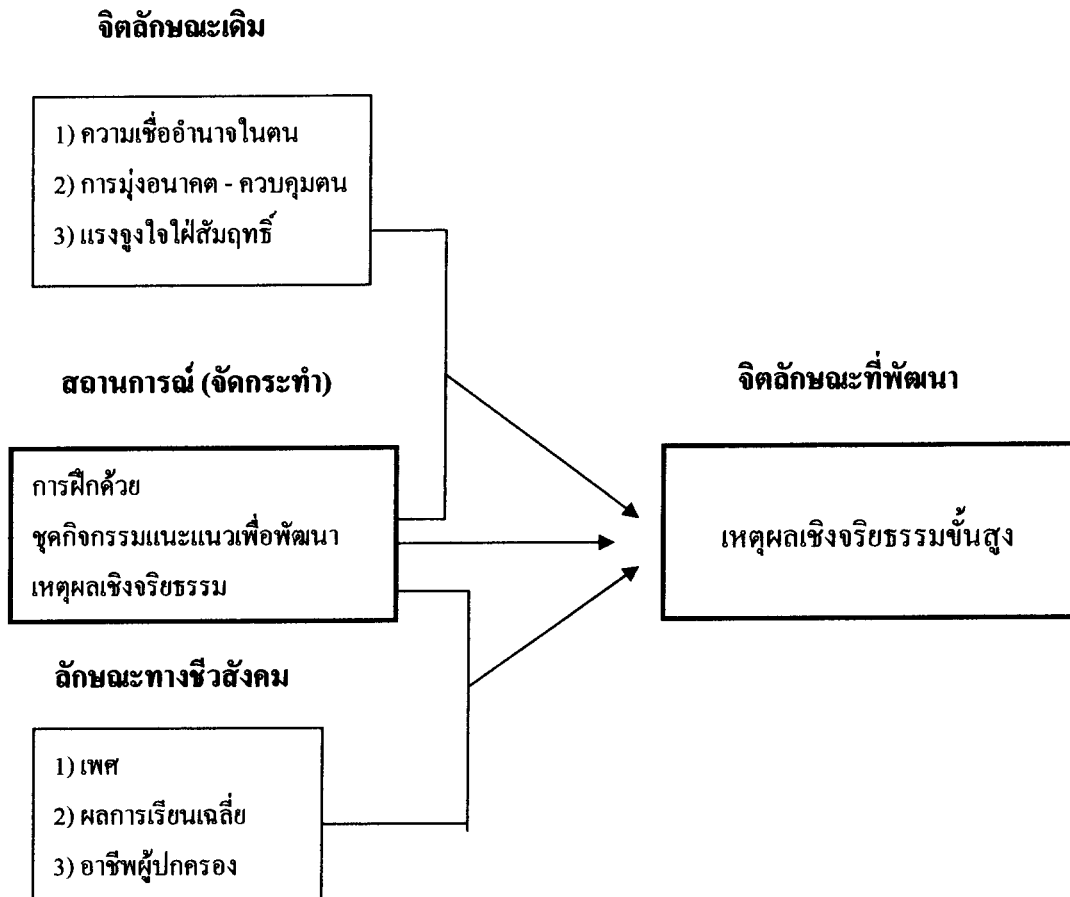 จิตลักษณะเดิม
1) ความเชื่ออำนาจในตน
2) การมุ่งอนาคต - ควบคุมตน
3) แรงจูงใจใฝ่สัมฤทธิ์
สถานการณ์ (จัดกระทำ)
การฝึกด้วย
ชุดกิจกรรมแนะแนวเพื่อพัฒนา
เหตุผลเชิงจริยธรรม
ลักษณะทางชีวสังคม
1) เพศ
2) ผลการเรียนเฉลี่ย
3) อาชีพผู้ปกครอง
จิตลักษณะที่พัฒนา
เหตุผลเชิงจริยธรรมขั้นสูง